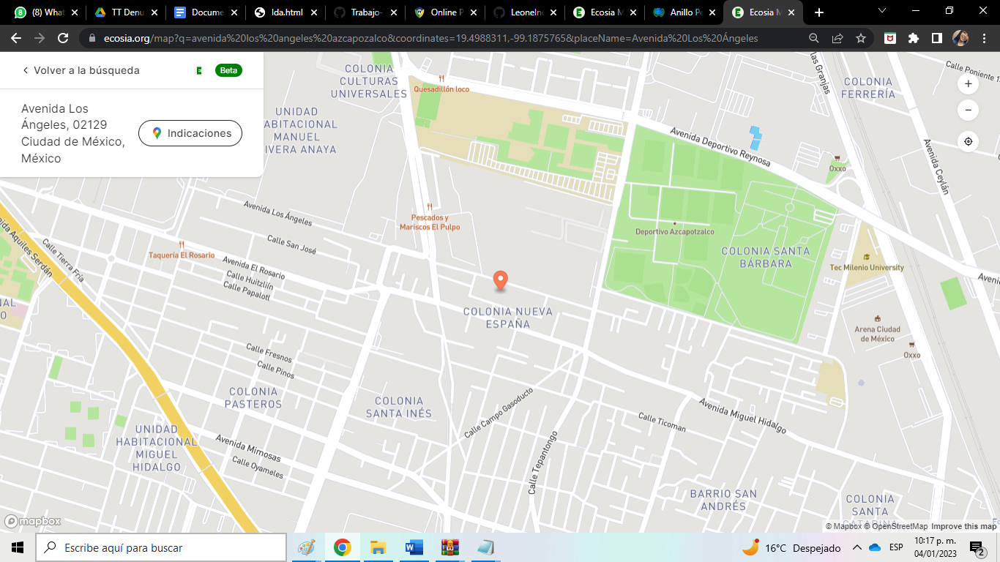 (8) What
TT Denu
Docume
Ida.html
Trabajo-
Online P
LeonelIne
Ecosia M
Anillo Pe
Ecosia M
ecosia.org/map?q=avenida%20los%20angeles%20azcapozalco&coordinates=19.4988311,-99.1875765&placeName=Avenida%20Los%20Ángeles
Volver a la búsqueda
Beta
Avenida Los
Ángeles, 02129
Ciudad de México,
México
Indicaciones
COLONIA
CULTURAS
UNIVERSALES
Quesadillón loco
las Granjas
COLONIA
FERRERÍA
Calle Poniente 1
UNIDAD
HABITACIONAL
MANUEL
RIVERA ANAYA
Avenida Deportivo Reynosa
Oxxo
Avenida Ceylán
Avenida Los Ángeles
Pescados y
Mariscos El Pulpo
Deportivo Azcapotzalco
Calle San José
COLONIA SANTA
BÁRBARA
nida Aquiles Serdán
Calle Tierra Fría
Taquería El Rosario
Avenida El Rosario
Calle Huitzlín
Calle Papalotl
Tec Milenio University
Aveni
NAL
O
COLONIA NUEVA
ESPAÑA
Arena Ciudad
de México
Oxxo
Calle Fresnos
Calle Pinos
COLONIA
PASTEROS
COLONIA
SANTA INÉS
Calle Campo Gasoducto
Calle Ticoman
Avenida Miguel Hidalgo
UNIDAD
HABITACIONAL
MIGUEL
HIDALGO
Avenida Mimosas
Calle Oyameles
Calle Tepantongo
BARRIO SAN
ANDRÉS
COLONIA
SANTA
CATARINA
mapbox
© Mapbox © OpenStreetMap Improve this map
Escribe aquí para buscar
16°C Despejado
ESP
10:17 p. m.
04/01/2023
2